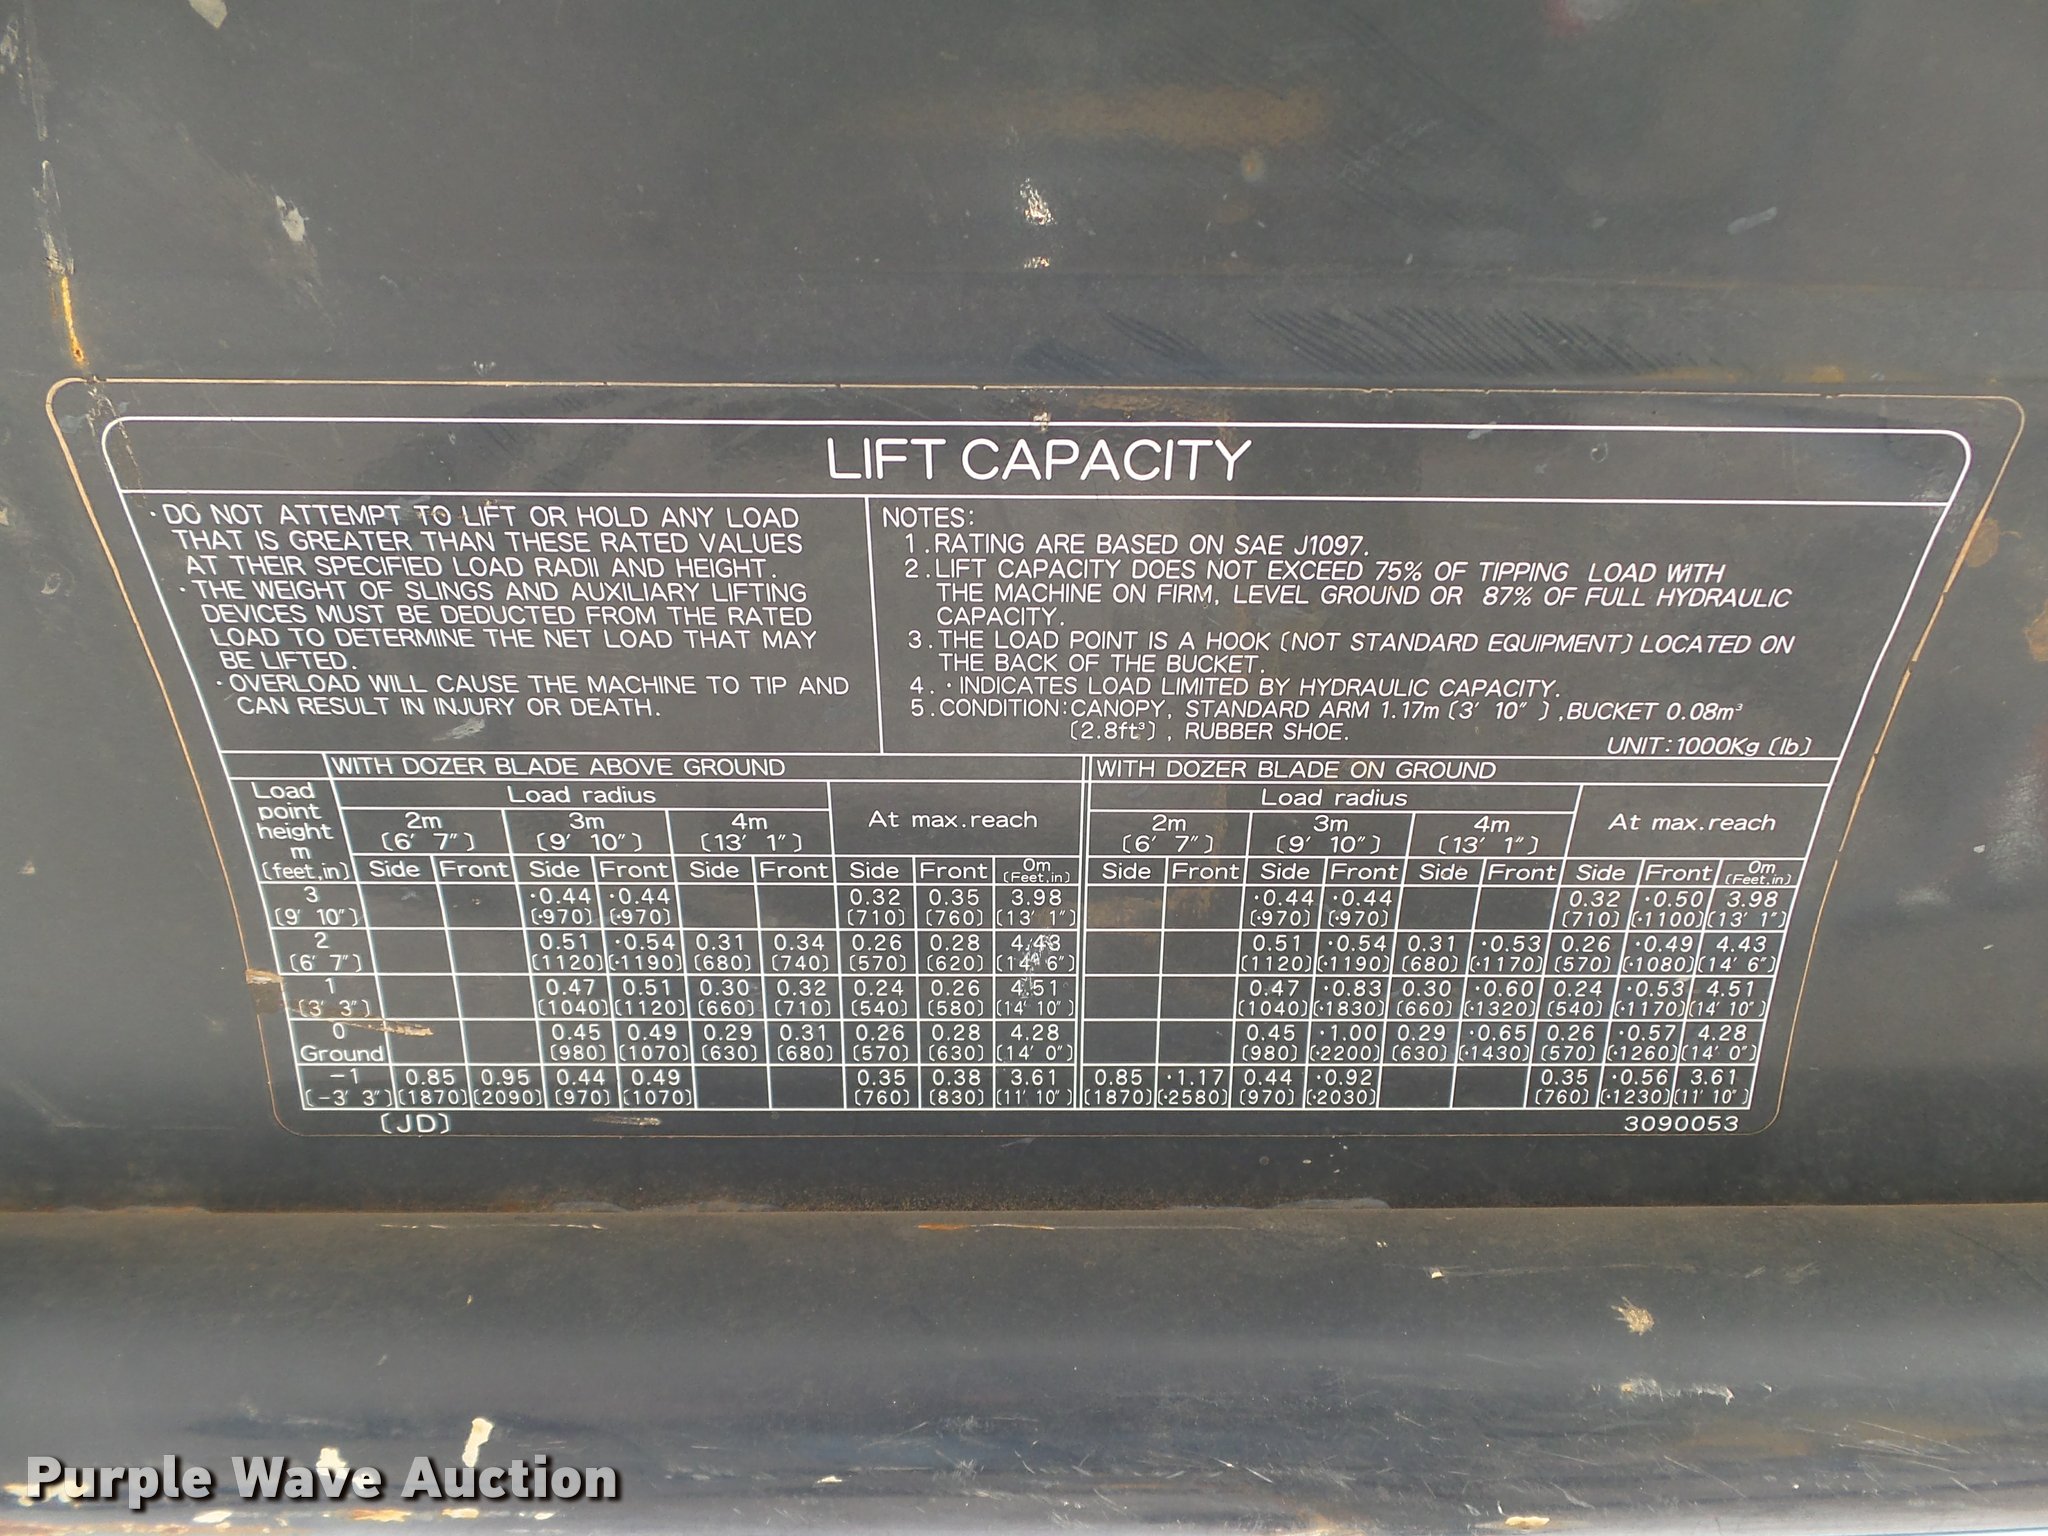 LIFT CAPACITY
·DO NOT ATTEMPT TO LIFT OR HOLD ANY LOAD
THAT IS GREATER THAN THESE RATED VALUES
AT THEIR SPECIFIED LOAD RADII AND HEIGHT.
·THE WEIGHT OF SLINGS AND AUXILIARY LIFTING
DEVICES MUST BE DEDUCTED FROM THE RATED
LOAD TO DETERMINE THE NET LOAD THAT MAY
BE LIFTED.
·OVERLOAD WILL CAUSE THE MACHINE TO TIP AND
CAN RESULT IN INJURY OR DEATH.
NOTES:
1.RATING ARE BASED ON SAE J1097.
2.LIFT CAPACITY DOES NOT EXCEED 75% OF TIPPING LOAD WITH
THE MACHINE ON FIRM, LEVEL GROUND OR 87% OF FULL HYDRAULIC
CAPACITY.
3.THE LOAD POINT IS A HOOK (NOT STANDARD EQUIPMENT) LOCATED ON
THE BACK OF THE BUCKET.
4. ·INDICATES LOAD LIMITED BY HYDRAULIC CAPACITY.
5.CONDITION:CANOPY, STANDARD ARM 1.17m (3' 10"),BUCKET 0.08m³
(2.8ft³), RUBBER SHOE.
UNIT:1000Kg (lb)
WITH DOZER BLADE ABOVE GROUND WITH DOZER BLADE ON GROUND
Load point height m (feet,in)
Load radius At max.reach Load radius At max.reach
2m 3m 4m 2m 3m 4m
(6' 7") (9' 10") (13' 1") (6' 7") (9' 10") (13' 1")
Side Front Side Front Side Front Side Front 0m (Feet,in) Side Front Side Front Side Front Side Front 0m (Feet,in)
3 ·0.44 ·0.44 0.32 0.35 3.98 ·0.44 ·0.44 0.32 ·0.50 3.98
(9' 10") (·970) (·970) (710) (760) (13' 1") (·970) (·970) (710) (·1100) (13' 1")
2 0.51 ·0.54 0.31 0.34 0.26 0.28 4.43 0.51 ·0.54 0.31 ·0.53 0.26 ·0.49 4.43
(6' 7") (1120) (·1190) (680) (740) (570) (620) (14' 6") (1120) (·1190) (680) (·1170) (570) (·1080) (14' 6")
1 0.47 0.51 0.30 0.32 0.24 0.26 4.51 0.47 ·0.83 0.30 ·0.60 0.24 ·0.53 4.51
(3' 3") (1040) (1120) (660) (710) (540) (580) (14' 10") (1040) (·1830) (660) (·1320) (540) (·1170) (14' 10")
0 0.45 0.49 0.29 0.31 0.26 0.28 4.28 0.45 ·1.00 0.29 ·0.65 0.26 ·0.57 4.28
Ground (980) (1070) (630) (680) (570) (630) (14' 0") (980) (·2200) (630) (·1430) (570) (·1260) (14' 0")
-1 0.85 0.95 0.44 0.49 0.35 0.38 3.61 0.85 ·1.17 0.44 ·0.92 0.35 ·0.56 3.61
(-3' 3") (1870) (2090) (970) (1070) (760) (830) (11' 10") (1870) (·2580) (970) (·2030) (760) (·1230) (11' 10")
(JD) 3090053
Purple Wave Auction